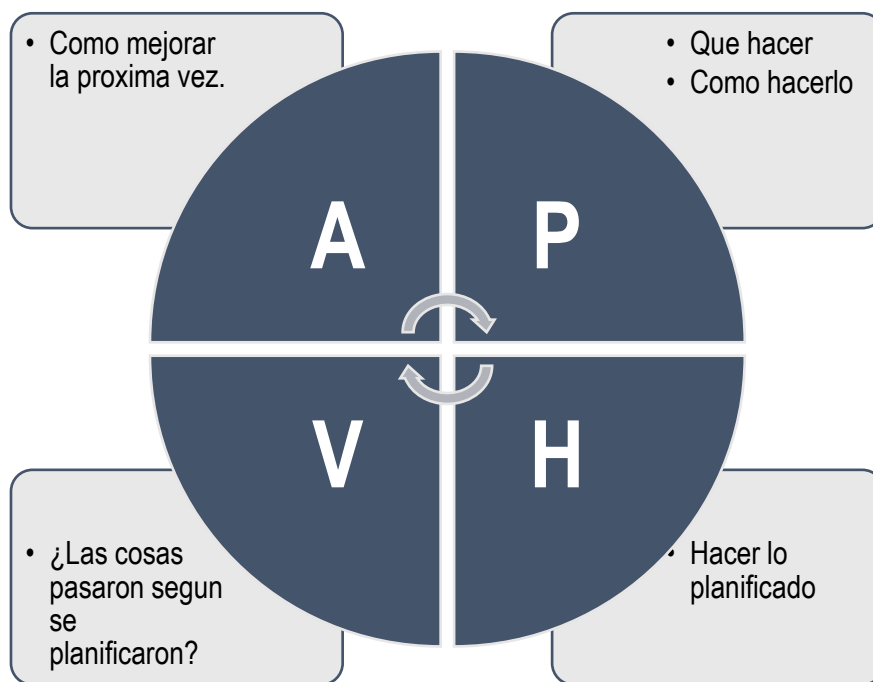 • Como mejorar
la proxima vez.
• Que hacer
• Como hacerlo
A
P
V
H
• ¿Las cosas
pasaron segun
se
planificaron?
• Hacer lo
planificado